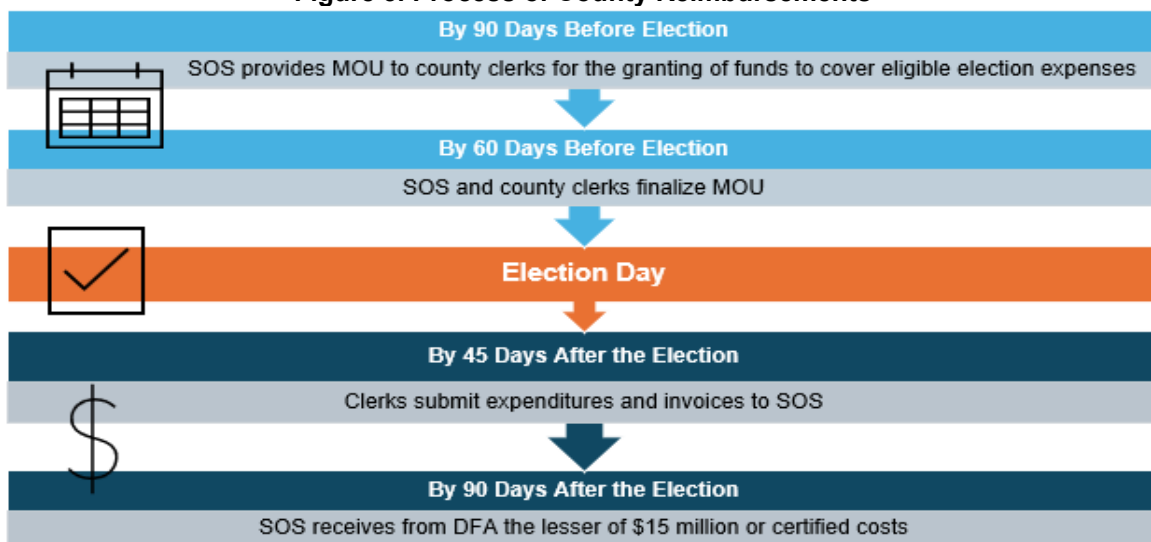 By 90 Days Before Election
SOS provides MOU to county clerks for the granting of funds to cover eligible election expenses
By 60 Days Before Election
SOS and county clerks finalize MOU
Election Day
By 45 Days After the Election
Clerks submit expenditures and invoices to SOS
By 90 Days After the Election
SOS receives from DFA the lesser of $15 million or certified costs